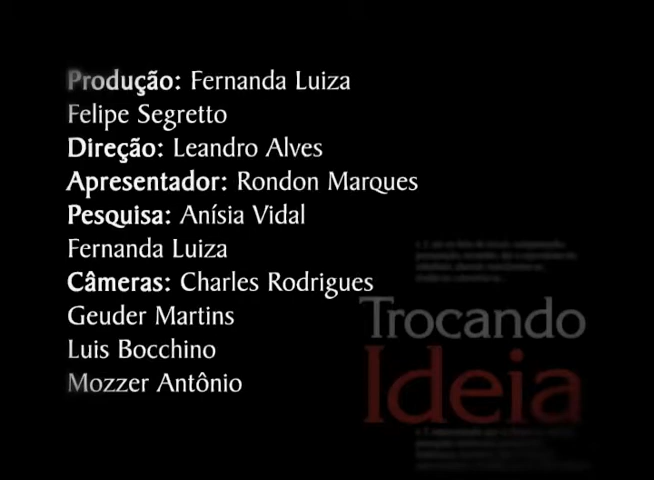 Produção: Fernanda Luiza
Felipe Segretto
Direção: Leandro Alves
Apresentador: Rondon Marques
Pesquisa: Anísia Vidal
Fernanda Luiza
Câmeras: Charles Rodrigues
Geuder Martins
Luis Bocchino
Mozzer Antônio
Trocando
Ideia